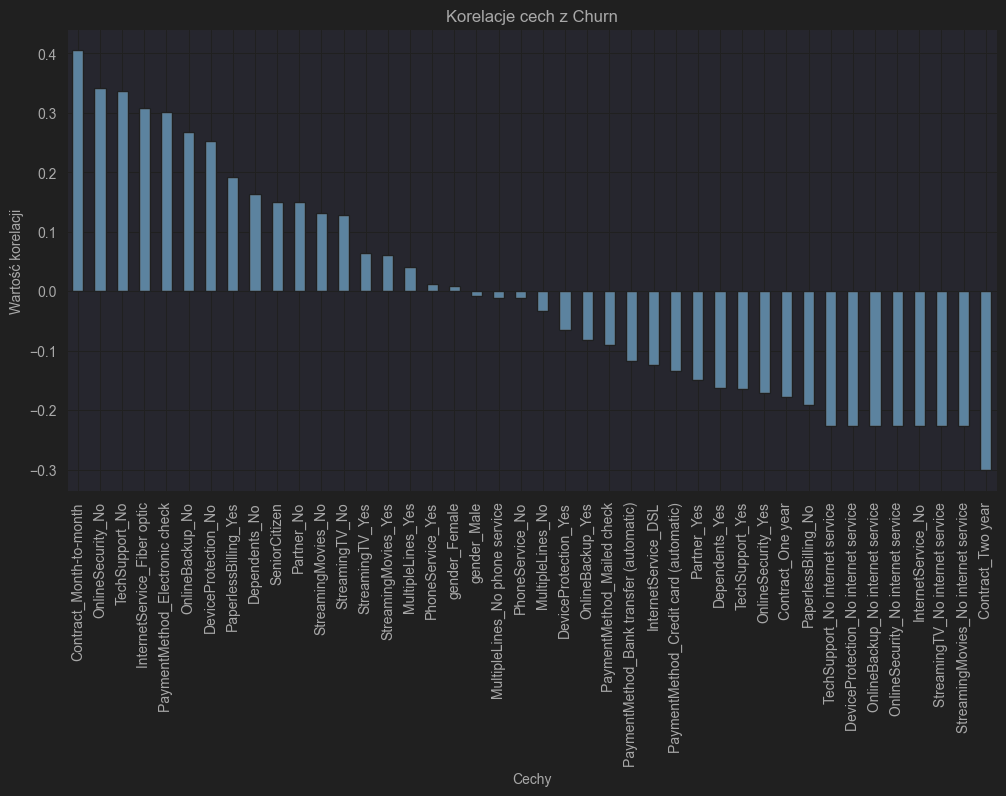 Korelacje cech z Churn
Wartość korelacji
0.4
0.3
0.2
0.1
0.0
−0.1
−0.2
−0.3
Contract_Month-to-month
OnlineSecurity_No
TechSupport_No
InternetService_Fiber optic
PaymentMethod_Electronic check
OnlineBackup_No
DeviceProtection_No
PaperlessBilling_Yes
Dependents_No
SeniorCitizen
Partner_No
StreamingMovies_No
StreamingTV_No
StreamingTV_Yes
StreamingMovies_Yes
MultipleLines_Yes
PhoneService_Yes
gender_Female
gender_Male
MultipleLines_No phone service
PhoneService_No
MultipleLines_No
DeviceProtection_Yes
OnlineBackup_Yes
PaymentMethod_Mailed check
PaymentMethod_Bank transfer (automatic)
InternetService_DSL
PaymentMethod_Credit card (automatic)
Partner_Yes
Dependents_Yes
TechSupport_Yes
OnlineSecurity_Yes
Contract_One year
PaperlessBilling_No
TechSupport_No internet service
DeviceProtection_No internet service
OnlineBackup_No internet service
OnlineSecurity_No internet service
InternetService_No
StreamingTV_No internet service
StreamingMovies_No internet service
Contract_Two year
Cechy